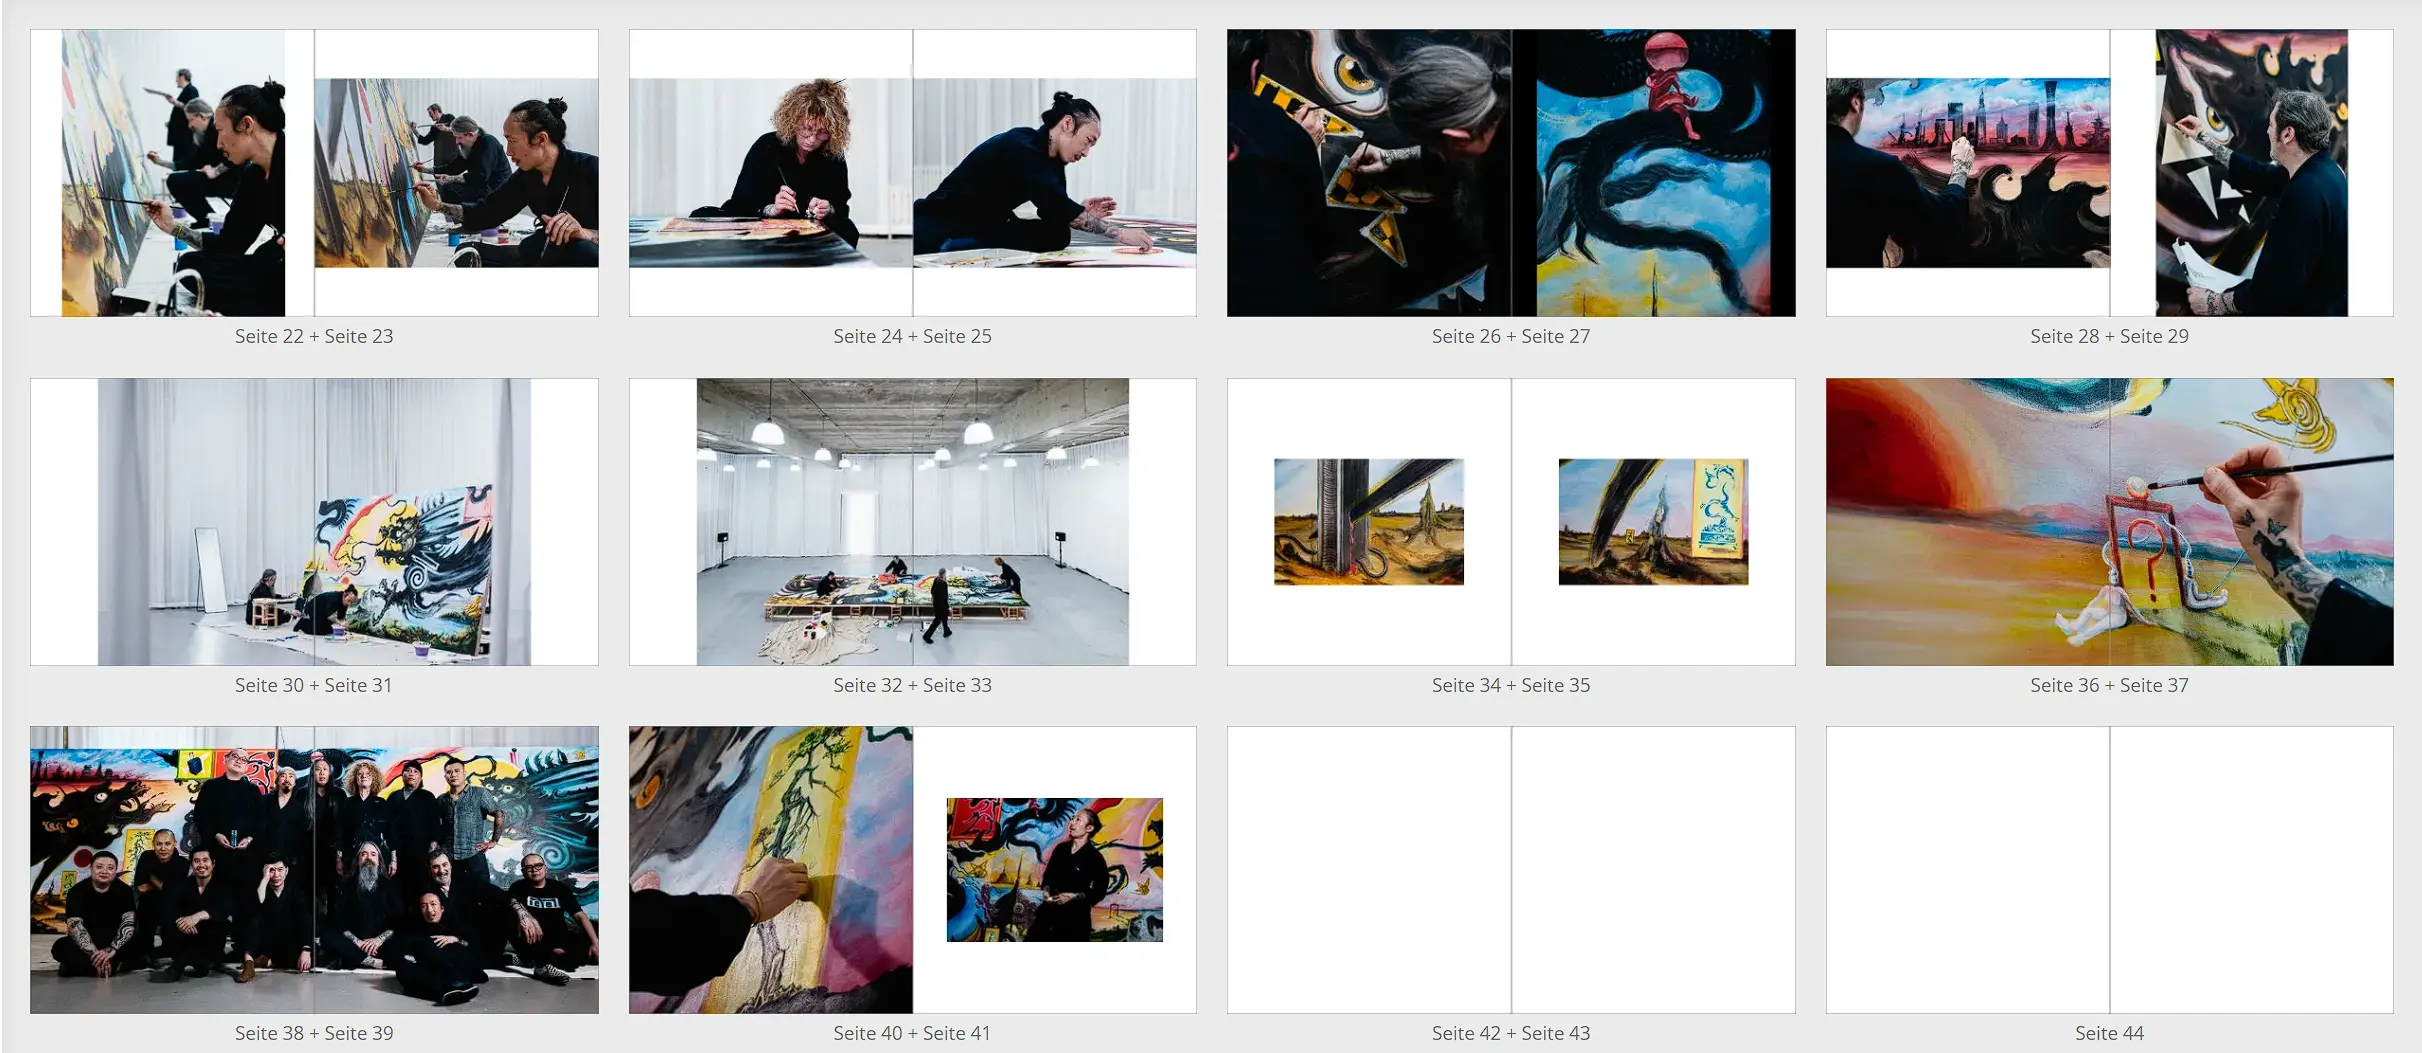 Seite 22 + Seite 23
Seite 24 + Seite 25
Seite 26 + Seite 27
Seite 28 + Seite 29
Seite 30 + Seite 31
Seite 32 + Seite 33
Seite 34 + Seite 35
Seite 36 + Seite 37
Seite 38 + Seite 39
Seite 40 + Seite 41
Seite 42 + Seite 43
Seite 44